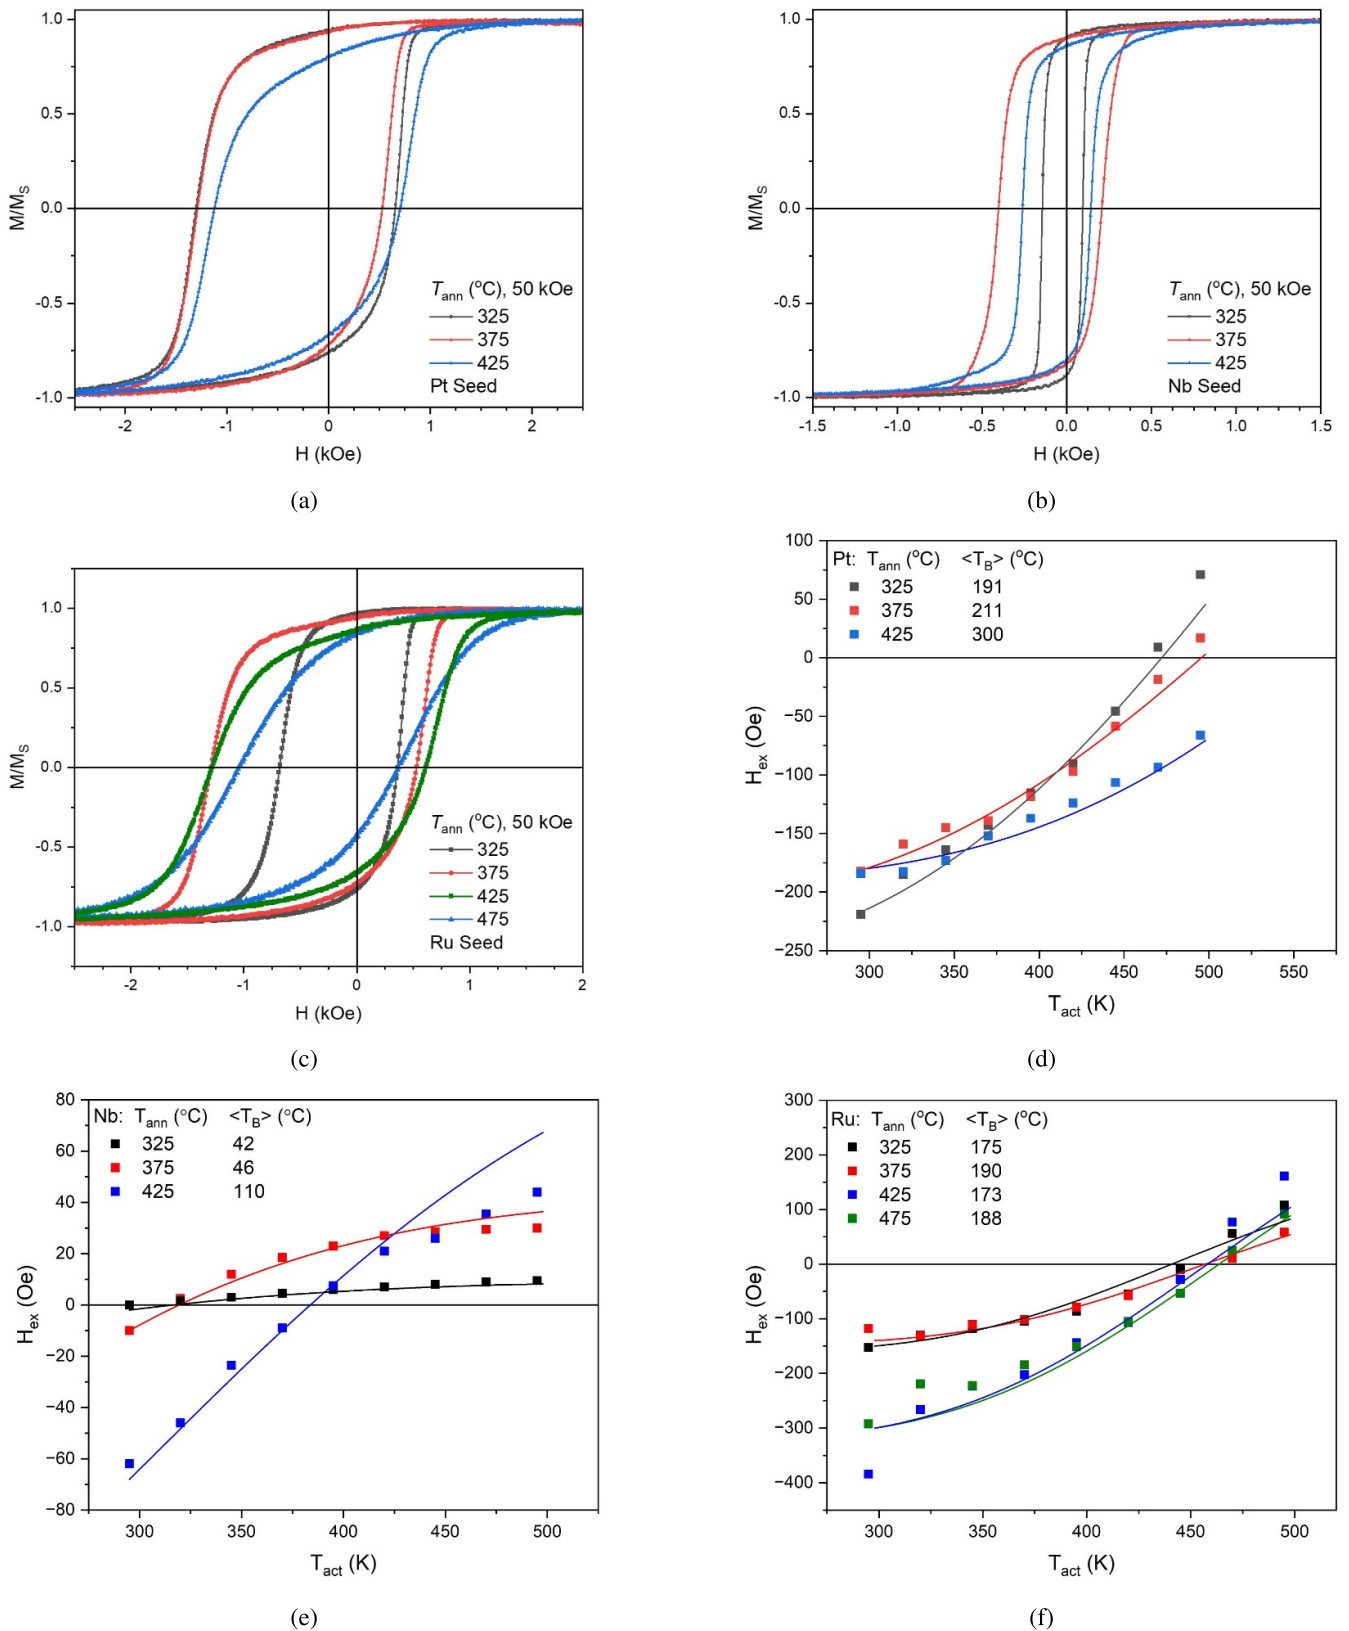 1.0
0.5
0.0
-0.5
-1.0
M/MS
-2 -1 0 1 2
H (kOe)
Tann (oC), 50 kOe
325
375
425
Pt Seed
(a)
1.0
0.5
0.0
-0.5
-1.0
M/MS
-1.5 -1.0 -0.5 0.0 0.5 1.0 1.5
H (kOe)
Tann (oC), 50 kOe
325
375
425
Nb Seed
(b)
1.0
0.5
0.0
-0.5
-1.0
M/MS
-2 -1 0 1 2
H (kOe)
Tann (oC), 50 kOe
325
375
425
475
Ru Seed
(c)
100
50
0
−50
−100
−150
−200
−250
Hex (Oe)
Pt: Tann (oC) <TB> (oC)
325 191
375 211
425 300
300 350 400 450 500 550
Tact (K)
(d)
80
60
40
20
0
−20
−40
−60
−80
Hex (Oe)
Nb: Tann (°C) <TB> (°C)
325 42
375 46
425 110
300 350 400 450 500
Tact (K)
(e)
300
200
100
0
−100
−200
−300
−400
Hex (Oe)
Ru: Tann (oC) <TB> (oC)
325 175
375 190
425 173
475 188
300 350 400 450 500
Tact (K)
(f)